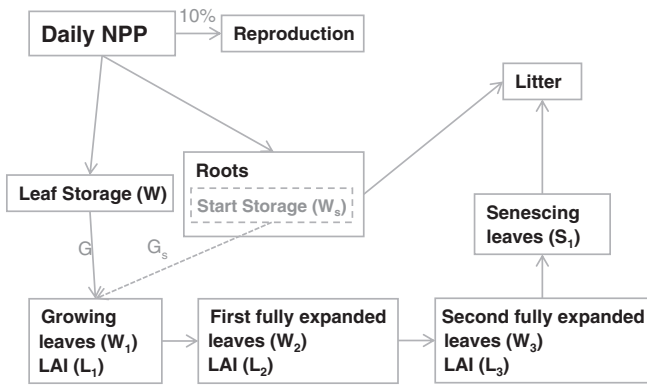 10%
Daily NPP
Reproduction
Litter
Roots
Leaf Storage (W)
Start Storage (Wₛ)
Senescing
leaves (S₁)
G
Gₛ
Growing
leaves (W₁)
LAI (L₁)
First fully expanded
leaves (W₂)
LAI (L₂)
Second fully expanded
leaves (W₃)
LAI (L₃)